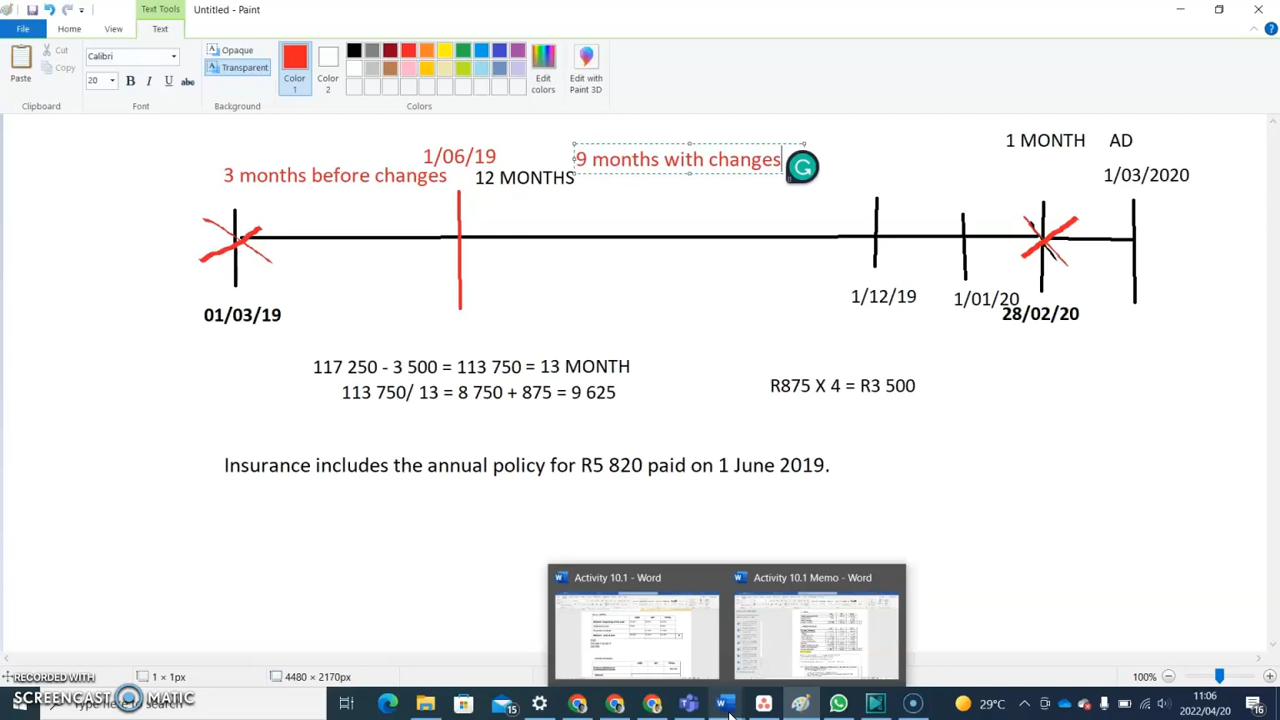 Text Tools
Untitled - Paint
File
Home
View
Text
Paste
Cut
Copy
Clipboard
Calibri
20
B I U abc
Font
Opaque
Transparent
Background
Color 1
Color 2
Colors
Edit colors
Edit with Paint 3D
1 MONTH AD
1/06/19
9 months with changes
3 months before changes
12 MONTHS
1/03/2020
1/12/19
1/01/20
01/03/19
28/02/20
117 250 - 3 500 = 113 750 = 13 MONTH
R875 X 4 = R3 500
113 750/ 13 = 8 750 + 875 = 9 625
Insurance includes the annual policy for R5 820 paid on 1 June 2019.
Activity 10.1 - Word
Activity 10.1 Memo - Word
RECORDED WITH
SCREENCAST MATIC
1 × 1px
4480 × 2170px
100%
15
29°C
11:06
2022/04/20
16